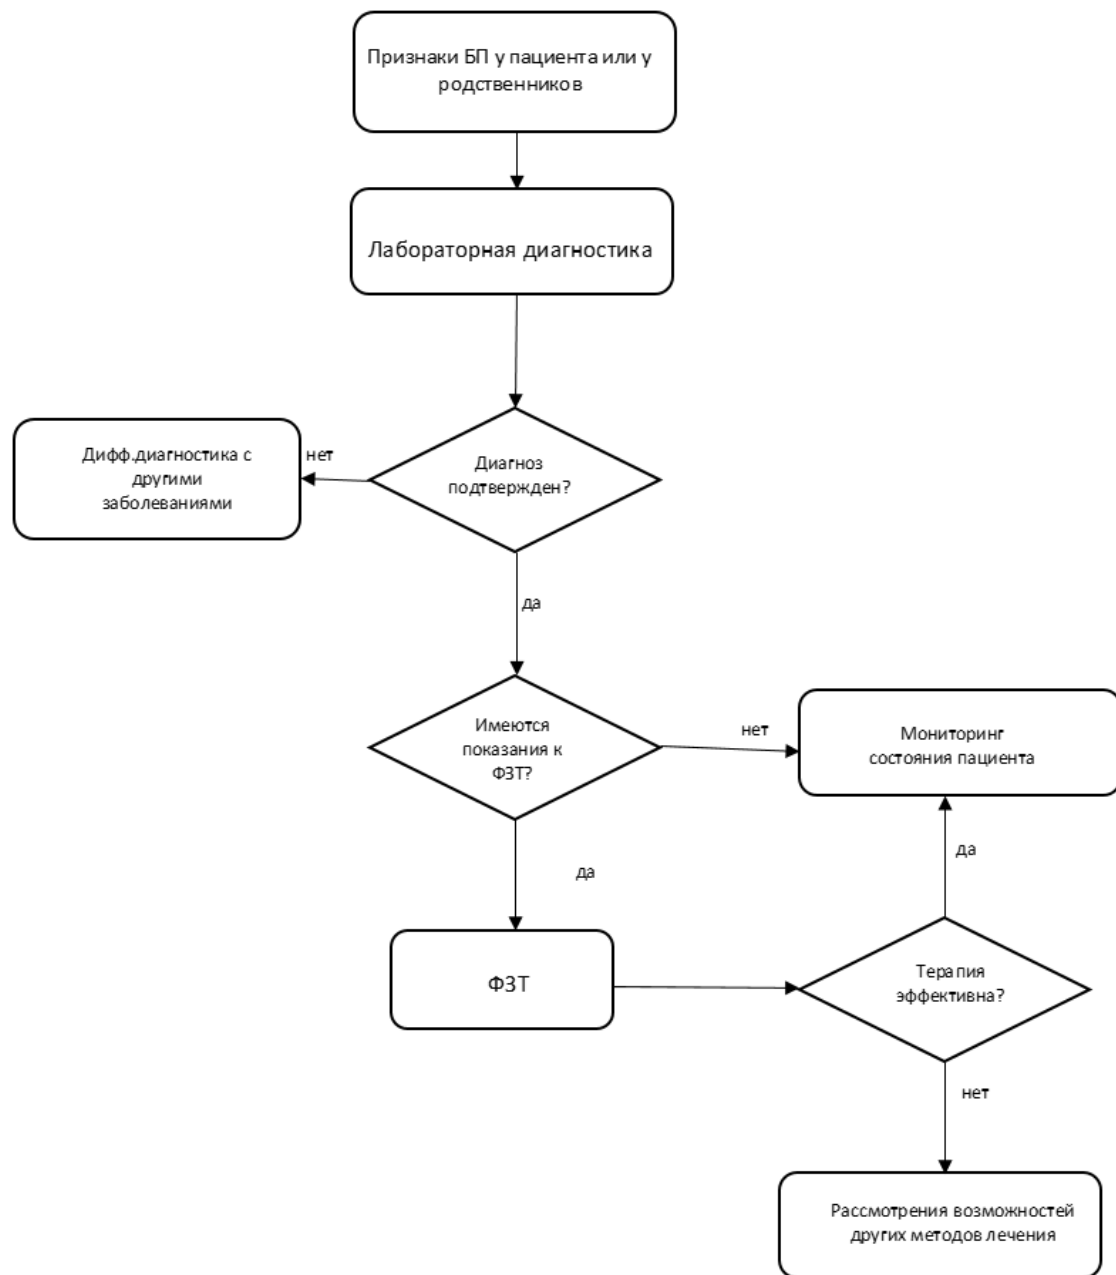 Признаки БП у пациента или у
родственников
Лабораторная диагностика
Диагноз
подтвержден?
нет
Дифф.диагностика с
другими
заболеваниями
да
Имеются
показания к
ФЗТ?
нет
Мониторинг
состояния пациента
да
ФЗТ
Терапия
эффективна?
да
нет
Рассмотрения возможностей
других методов лечения